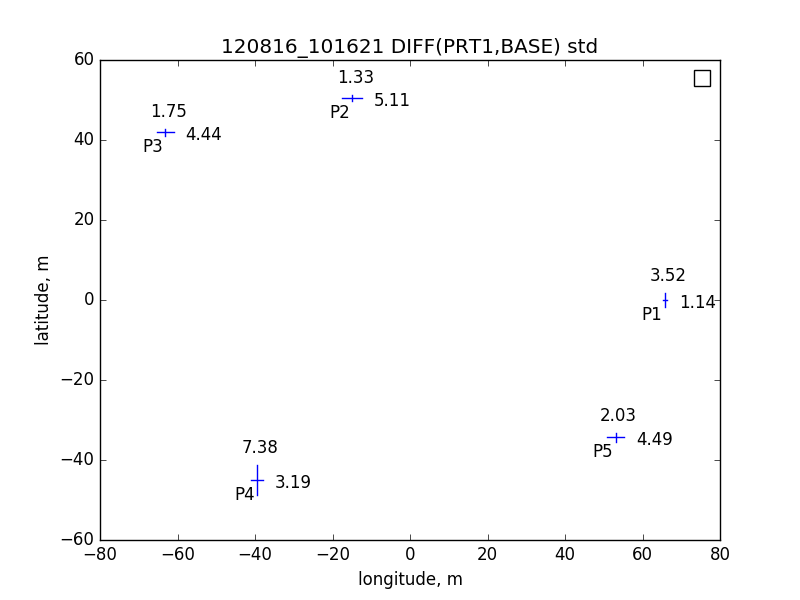 120816_101621 DIFF(PRT1,BASE) std
60
1.33
5.11
P2
1.75
4.44
P3
40
20
latitude, m
0
3.52
1.14
P1
−20
2.03
4.49
P5
−40
7.38
3.19
P4
−60
−80 −60 −40 −20 0 20 40 60 80
longitude, m